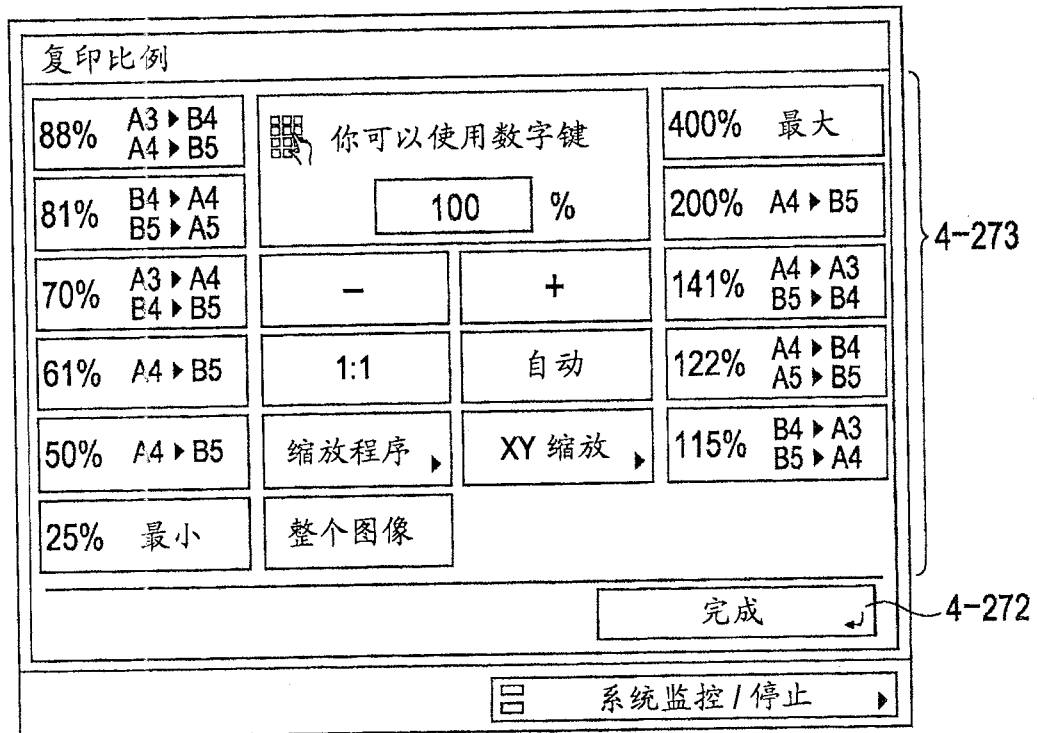 复印比例
88% A3▶B4
A4▶B5
81% B4▶A4
B5▶A5
70% A3▶A4
B4▶B5
61% A4▶B5
50% A4▶B5
25% 最小
你可以使用数字键
100 %
－ +
1:1 自动
缩放程序▶ XY 缩放▶
整个图像
400% 最大
200% A4▶B5
141% A4▶A3
B5▶B4
122% A4▶B4
A5▶B5
115% B4▶A3
B5▶A4
4-273
完成
4-272
系统监控 / 停止 ▶